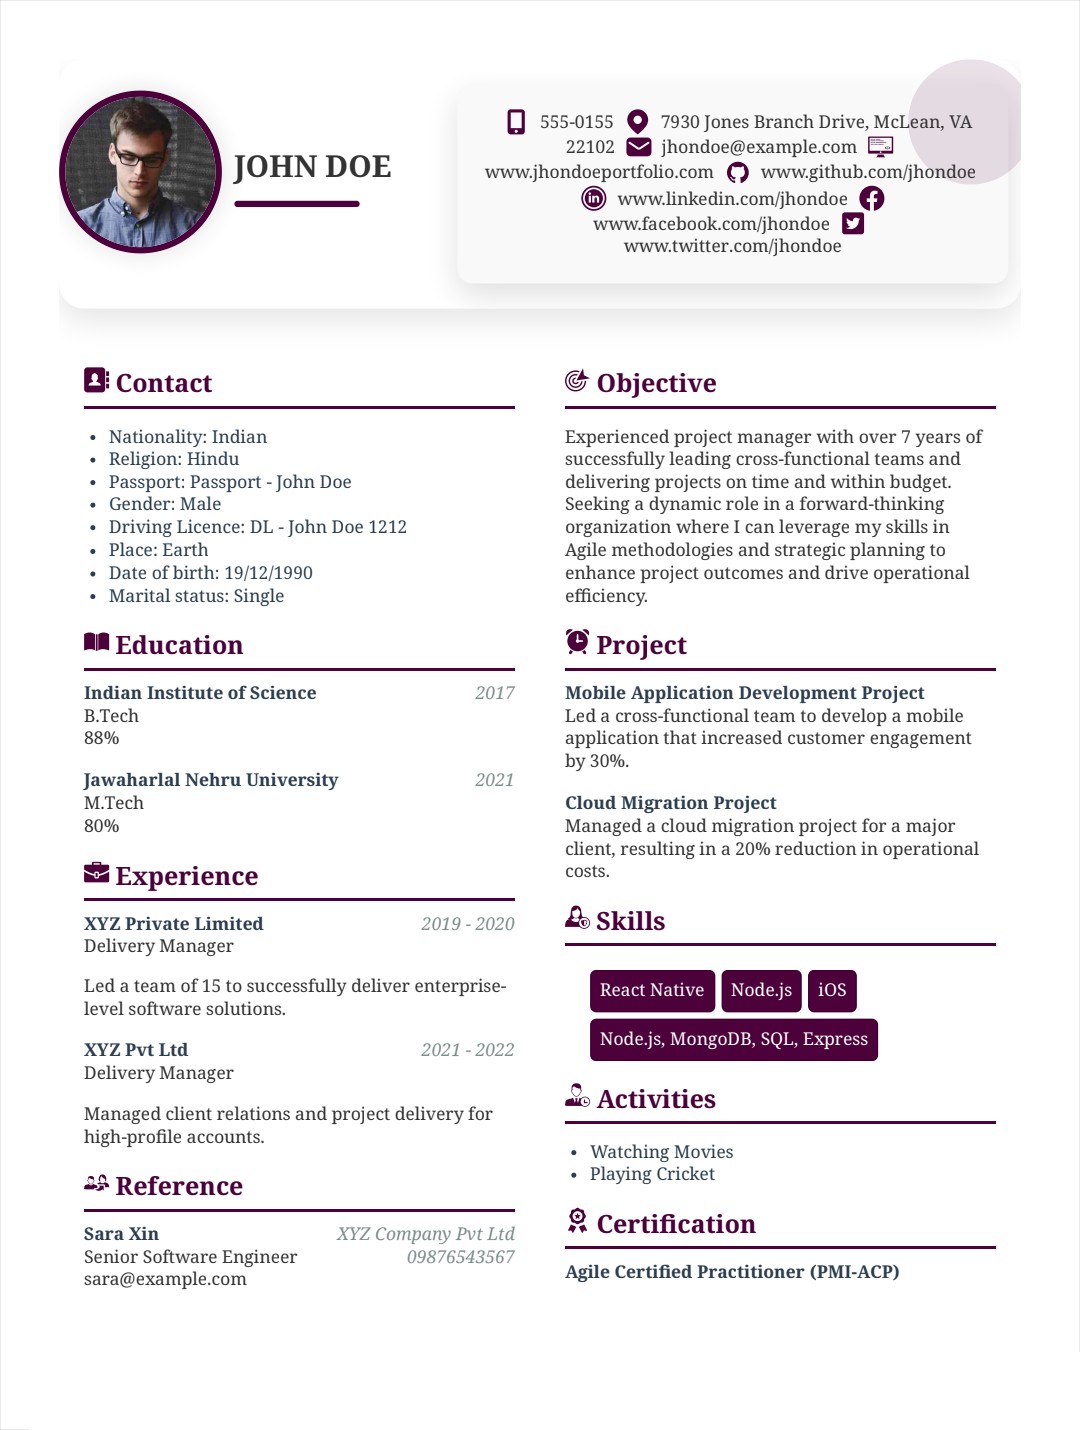 JOHN DOE
555-0155 7930 Jones Branch Drive, McLean, VA
22102 jhondoe@example.com
www.jhondoeportfolio.com www.github.com/jhondoe
www.linkedin.com/jhondoe
www.facebook.com/jhondoe
www.twitter.com/jhondoe
Contact
• Nationality: Indian
• Religion: Hindu
• Passport: Passport - John Doe
• Gender: Male
• Driving Licence: DL - John Doe 1212
• Place: Earth
• Date of birth: 19/12/1990
• Marital status: Single
Education
Indian Institute of Science 2017
B.Tech
88%
Jawaharlal Nehru University 2021
M.Tech
80%
Experience
XYZ Private Limited 2019 - 2020
Delivery Manager
Led a team of 15 to successfully deliver enterprise-
level software solutions.
XYZ Pvt Ltd 2021 - 2022
Delivery Manager
Managed client relations and project delivery for
high-profile accounts.
Reference
Sara Xin XYZ Company Pvt Ltd
Senior Software Engineer 09876543567
sara@example.com
Objective
Experienced project manager with over 7 years of
successfully leading cross-functional teams and
delivering projects on time and within budget.
Seeking a dynamic role in a forward-thinking
organization where I can leverage my skills in
Agile methodologies and strategic planning to
enhance project outcomes and drive operational
efficiency.
Project
Mobile Application Development Project
Led a cross-functional team to develop a mobile
application that increased customer engagement
by 30%.
Cloud Migration Project
Managed a cloud migration project for a major
client, resulting in a 20% reduction in operational
costs.
Skills
React Native Node.js iOS
Node.js, MongoDB, SQL, Express
Activities
• Watching Movies
• Playing Cricket
Certification
Agile Certified Practitioner (PMI-ACP)